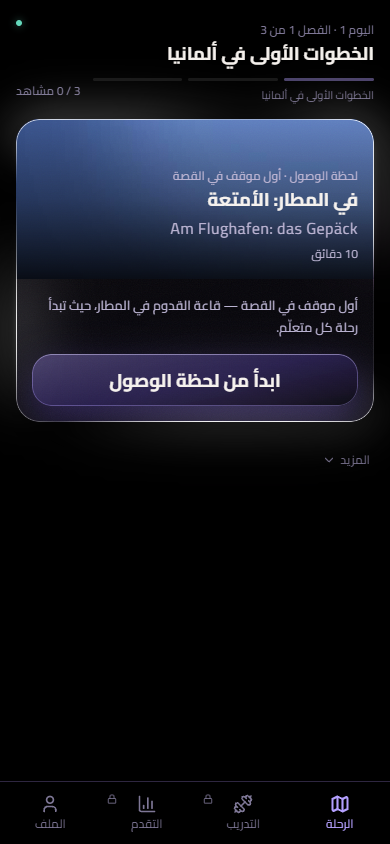 اليوم 1 · الفصل 1 من 3
الخطوات الأولى في ألمانيا
الخطوات الأولى في ألمانيا
0 / 3 مشاهد
لحظة الوصول · أول موقف في القصة
في المطار: الأمتعة
Am Flughafen: das Gepäck
10 دقائق
أول موقف في القصة — قاعة القدوم في المطار، حيث تبدأ
رحلة كل متعلّم.
ابدأ من لحظة الوصول
المزيد
الرحلة
التدريب
التقدم
الملف